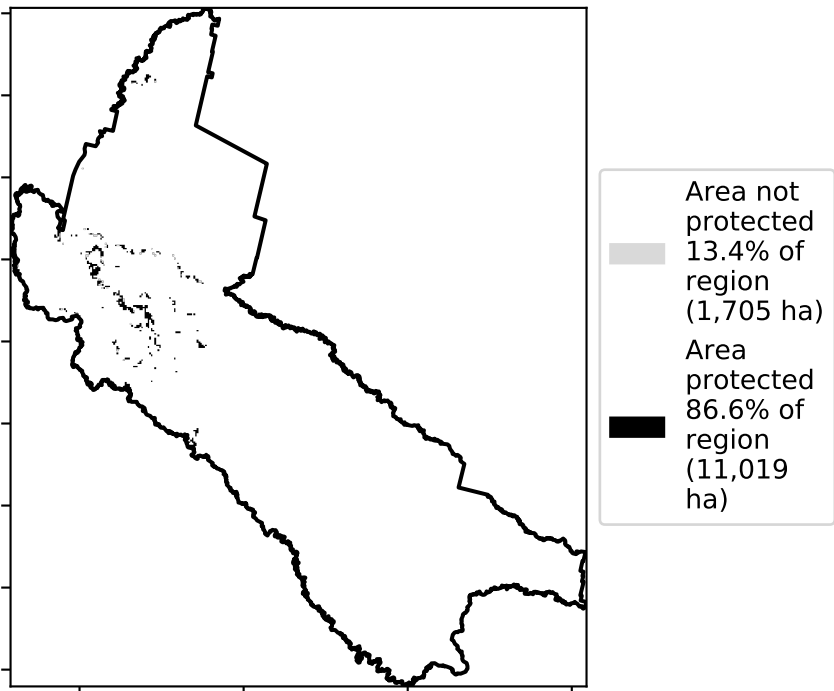 Area not
protected
13.4% of
region
(1,705 ha)
Area
protected
86.6% of
region
(11,019
ha)